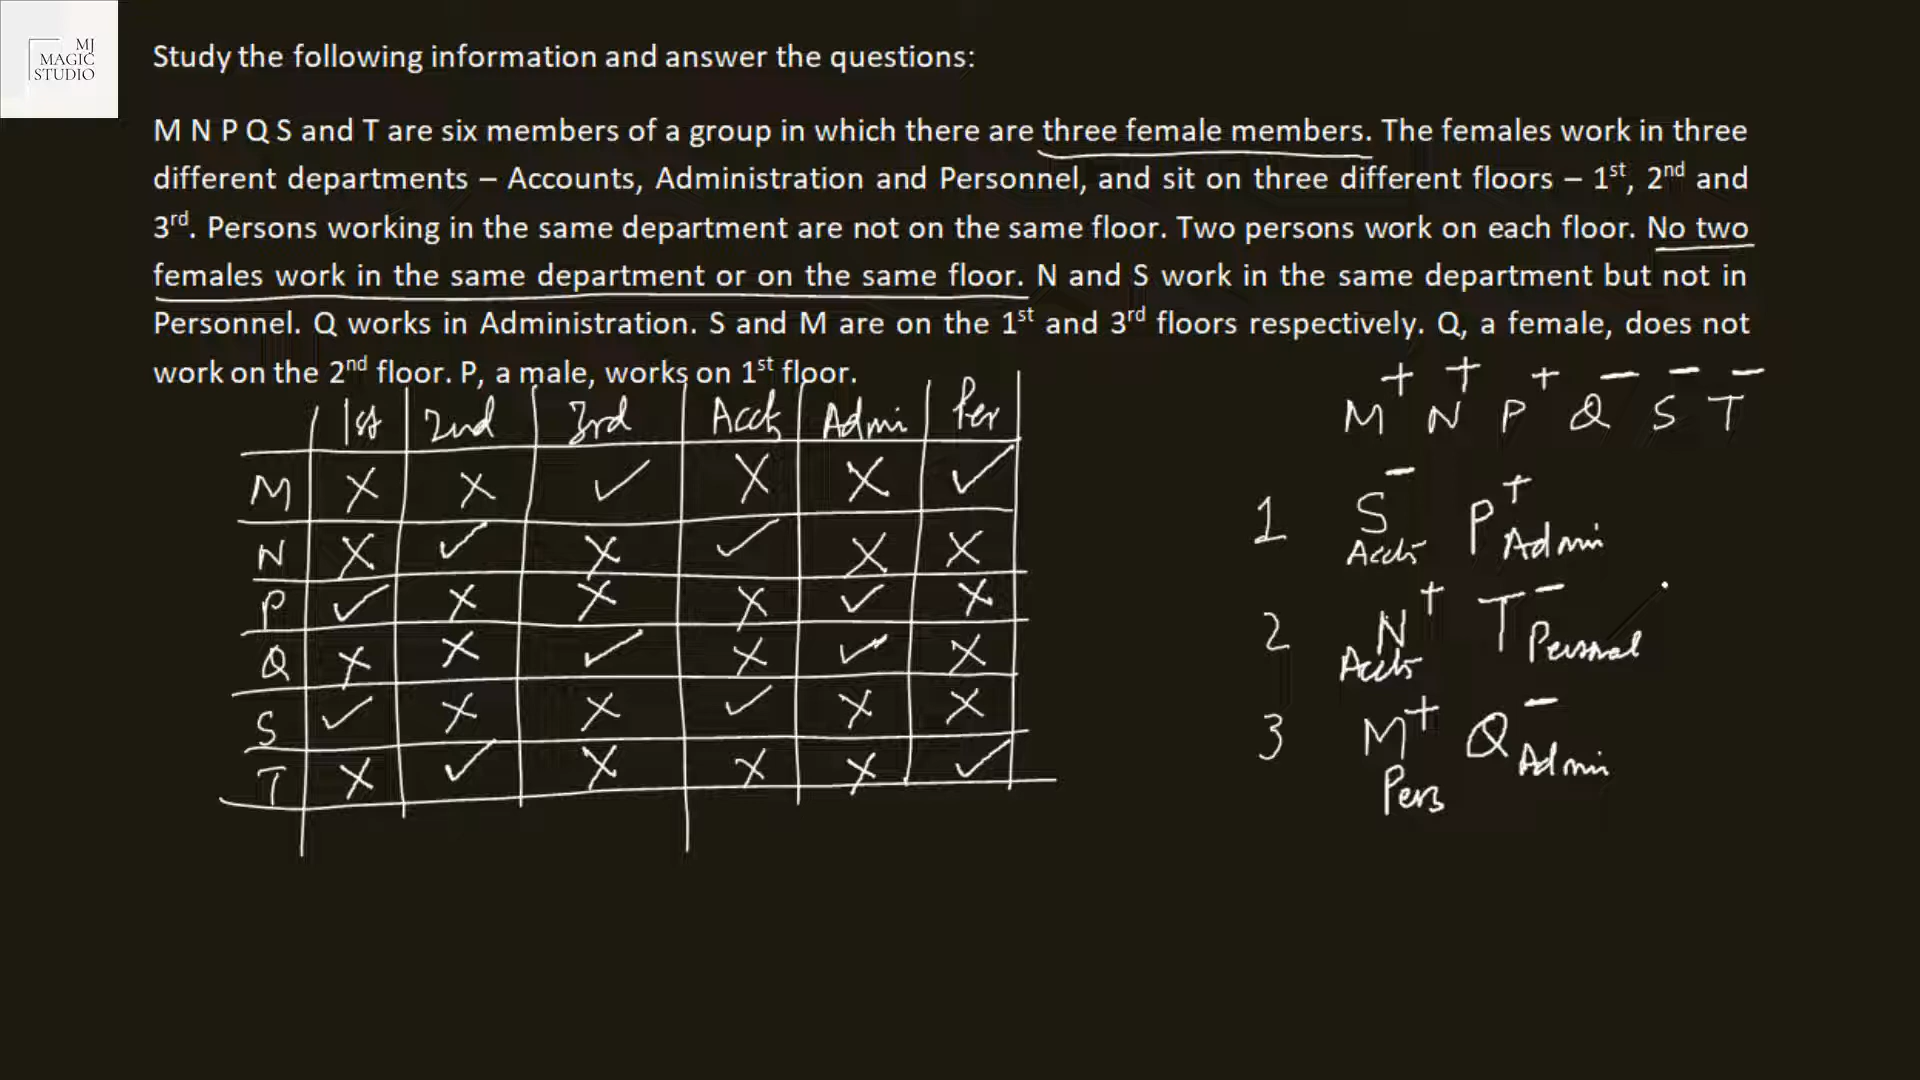 MJ
MAGIC
STUDIO
Study the following information and answer the questions:
M N P Q S and T are six members of a group in which there are three female members. The females work in three
different departments – Accounts, Administration and Personnel, and sit on three different floors – 1st, 2nd and
3rd. Persons working in the same department are not on the same floor. Two persons work on each floor. No two
females work in the same department or on the same floor. N and S work in the same department but not in
Personnel. Q works in Administration. S and M are on the 1st and 3rd floors respectively. Q, a female, does not
work on the 2nd floor. P, a male, works on 1st floor.
1st 2nd 3rd Acct Admi Per
M X X ✓ X X ✓
N X ✓ X ✓ X X
P ✓ X X X ✓ X
Q X X ✓ X ✓ X
S ✓ X X ✓ X X
T X ✓ X X X ✓
+ + + − − −
M N P Q S T
1 S− P+
Accts Admin
2 N+ T−
Accts Personal
3 M+ Q−
Pers Admin